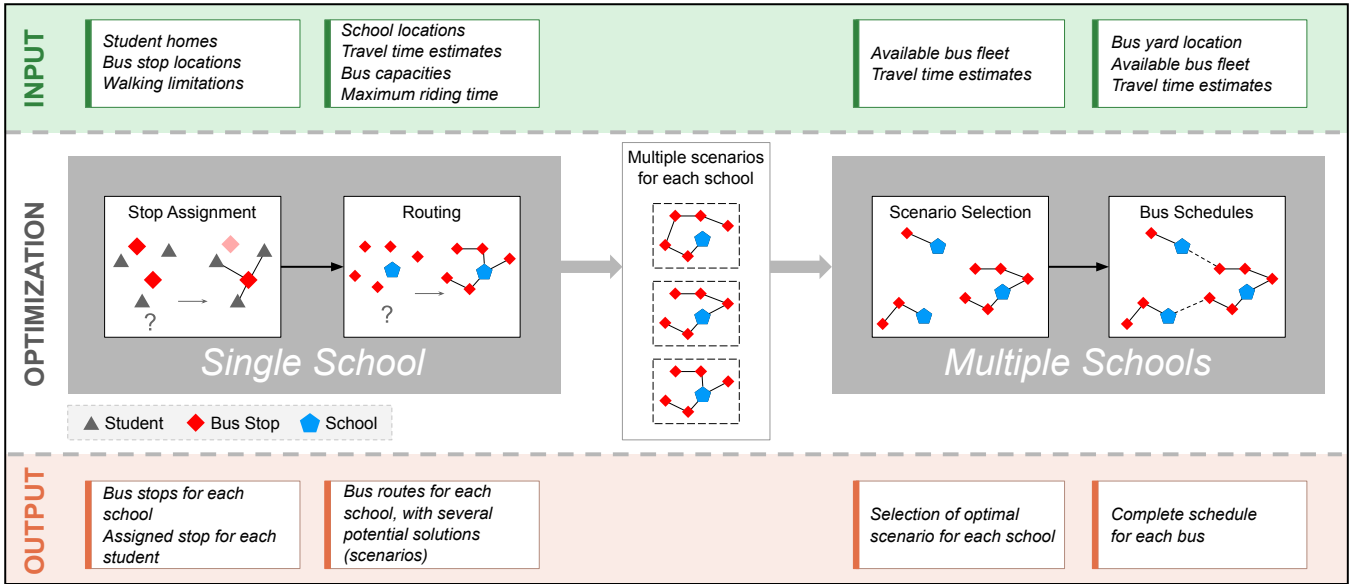 INPUT
Student homes
Bus stop locations
Walking limitations
School locations
Travel time estimates
Bus capacities
Maximum riding time
Available bus fleet
Travel time estimates
Bus yard location
Available bus fleet
Travel time estimates
OPTIMIZATION
Stop Assignment
?
Routing
?
Single School
Multiple scenarios
for each school
Scenario Selection
Bus Schedules
Multiple Schools
Student
Bus Stop
School
OUTPUT
Bus stops for each
school
Assigned stop for each
student
Bus routes for each
school, with several
potential solutions
(scenarios)
Selection of optimal
scenario for each school
Complete schedule
for each bus